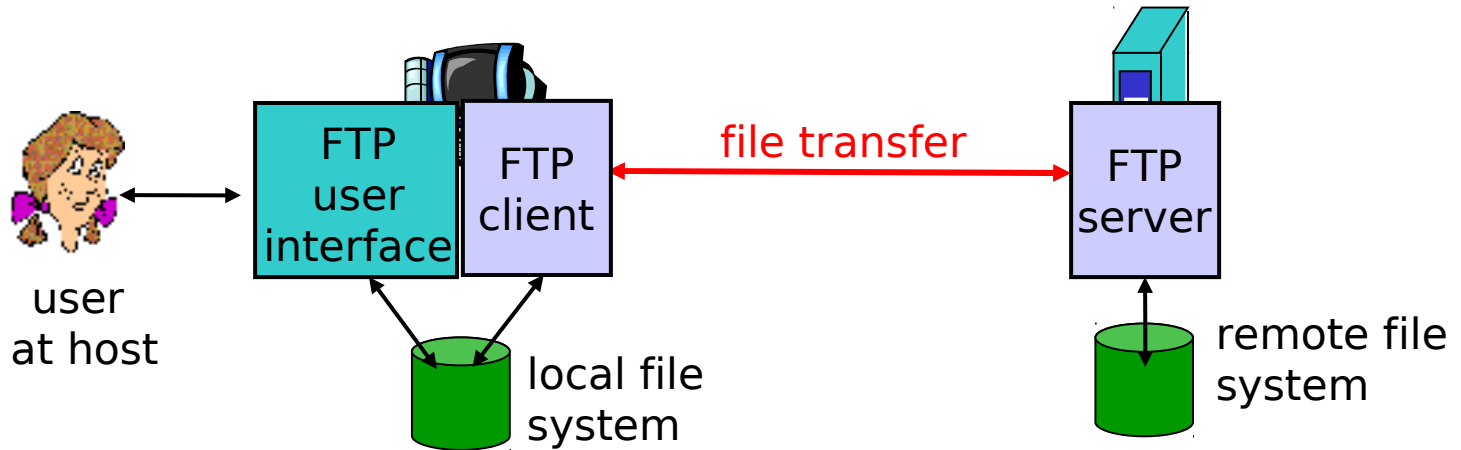 FTP
user
interface
FTP
client
file transfer
FTP
server
user
at host
local file
system
remote file
system